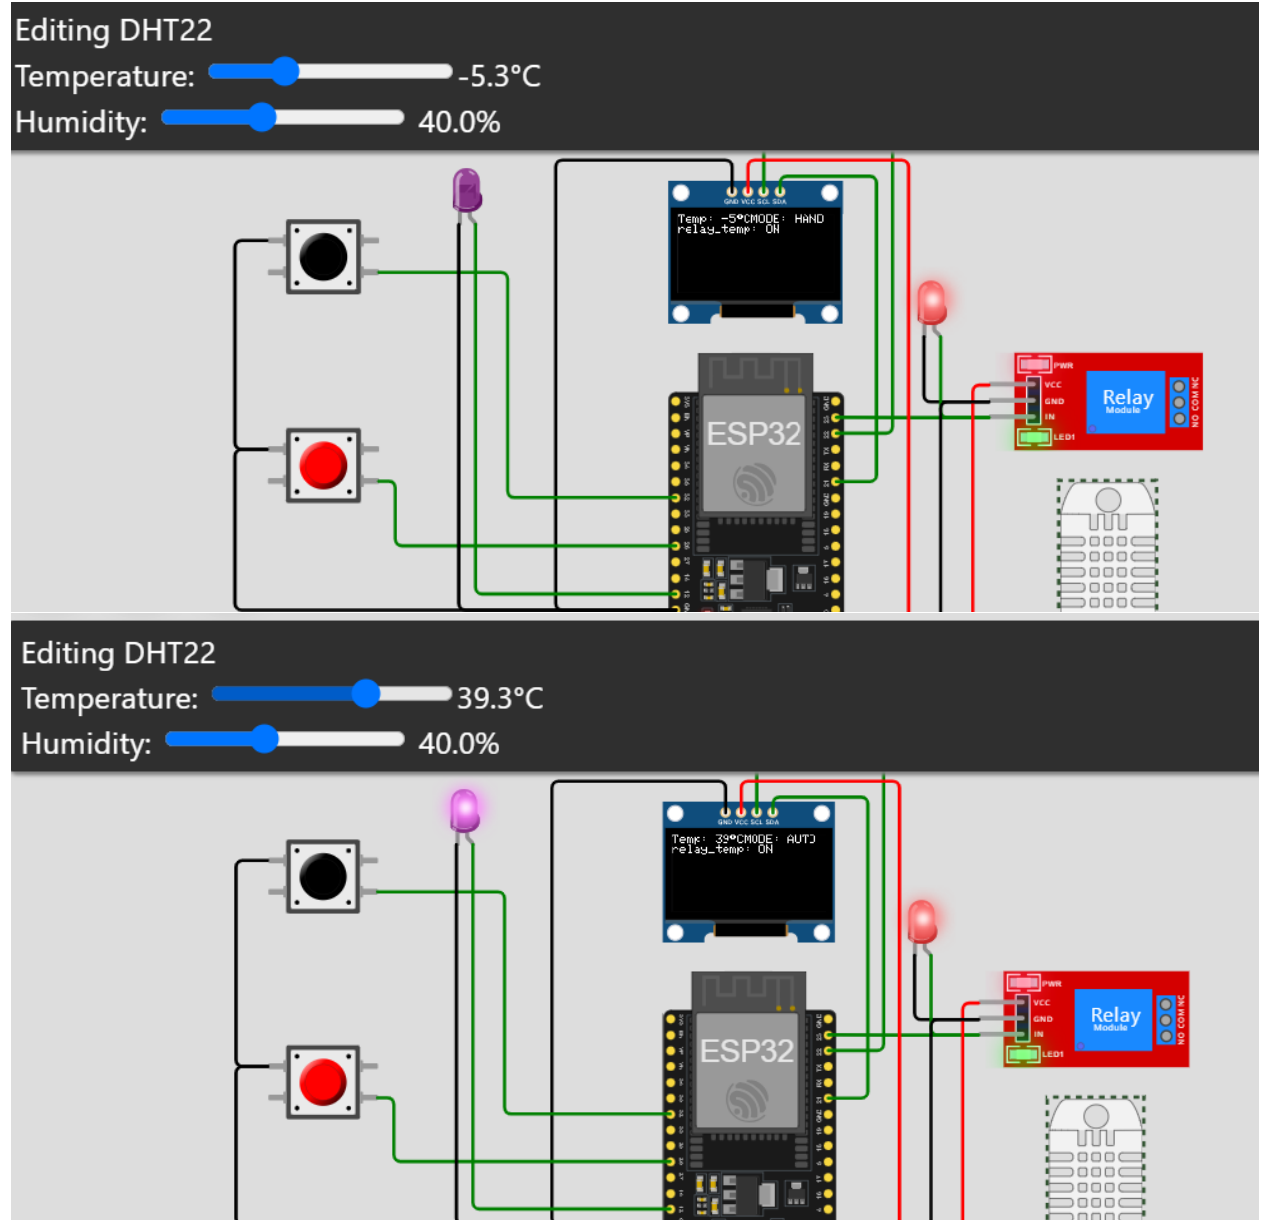 Editing DHT22
Temperature: -5.3°C
Humidity: 40.0%
GND VCC SCL SDA
Temp: -5°CMODE: HAND
relay_temp: ON
PWR
VCC
GND
IN
LED1
Relay
Module
NO COM NC
ESP32
Editing DHT22
Temperature: 39.3°C
Humidity: 40.0%
GND VCC SCL SDA
Temp: 39°CMODE: AUTO
relay_temp: ON
PWR
VCC
GND
IN
LED1
Relay
Module
NO COM NC
ESP32